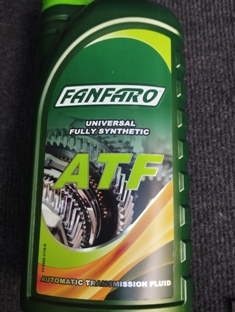 FANFARO
UNIVERSAL
FULLY SYNTHETIC
ATF
AUTOMATIC TRANSMISSION FLUID